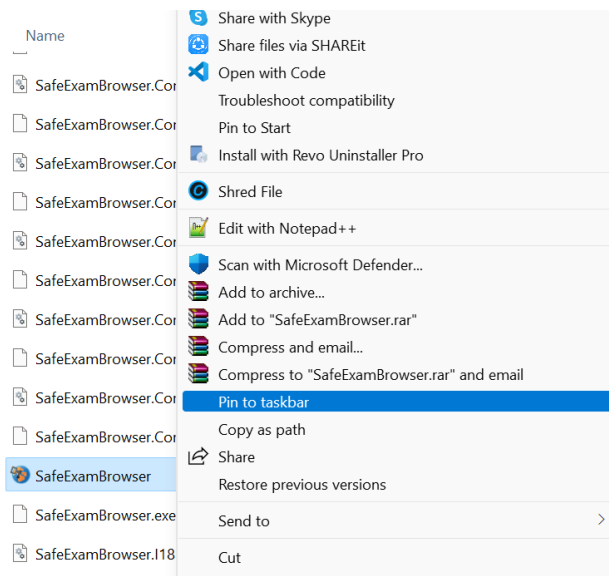 Name
SafeExamBrowser.Cor
SafeExamBrowser.Cor
SafeExamBrowser.Cor
SafeExamBrowser.Cor
SafeExamBrowser.Cor
SafeExamBrowser.Cor
SafeExamBrowser.Cor
SafeExamBrowser.Cor
SafeExamBrowser.Cor
SafeExamBrowser.Cor
SafeExamBrowser
SafeExamBrowser.exe
SafeExamBrowser.I18
Share with Skype
Share files via SHAREit
Open with Code
Troubleshoot compatibility
Pin to Start
Install with Revo Uninstaller Pro
Shred File
Edit with Notepad++
Scan with Microsoft Defender...
Add to archive...
Add to "SafeExamBrowser.rar"
Compress and email...
Compress to "SafeExamBrowser.rar" and email
Pin to taskbar
Copy as path
Share
Restore previous versions
Send to
Cut